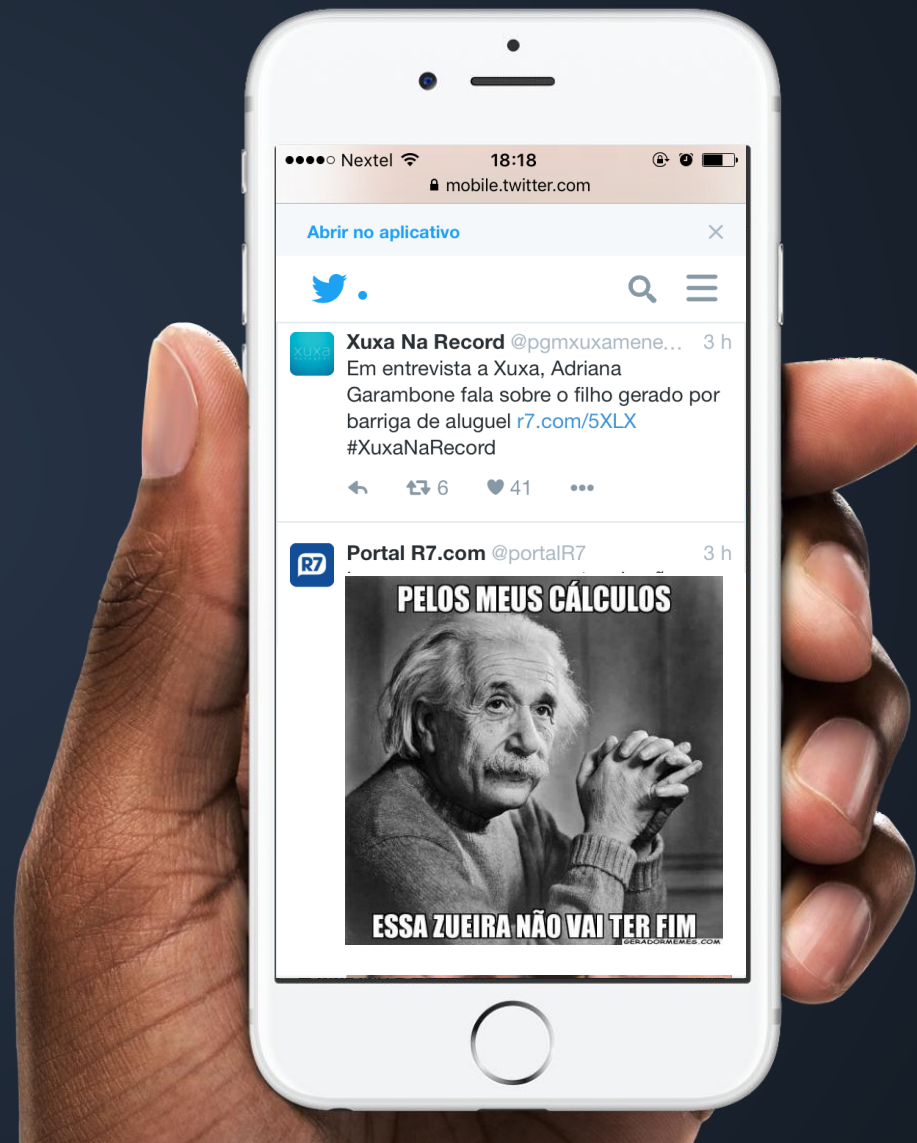 Nextel 18:18
mobile.twitter.com
Abrir no aplicativo
xuxa
Xuxa Na Record @pgmxuxamene... 3 h
Em entrevista a Xuxa, Adriana
Garambone fala sobre o filho gerado por
barriga de aluguel r7.com/5XLX
#XuxaNaRecord
6 41
R7
Portal R7.com @portalR7 3 h
PELOS MEUS CÁLCULOS
ESSA ZUEIRA NÃO VAI TER FIM
GERADORMEMES.COM